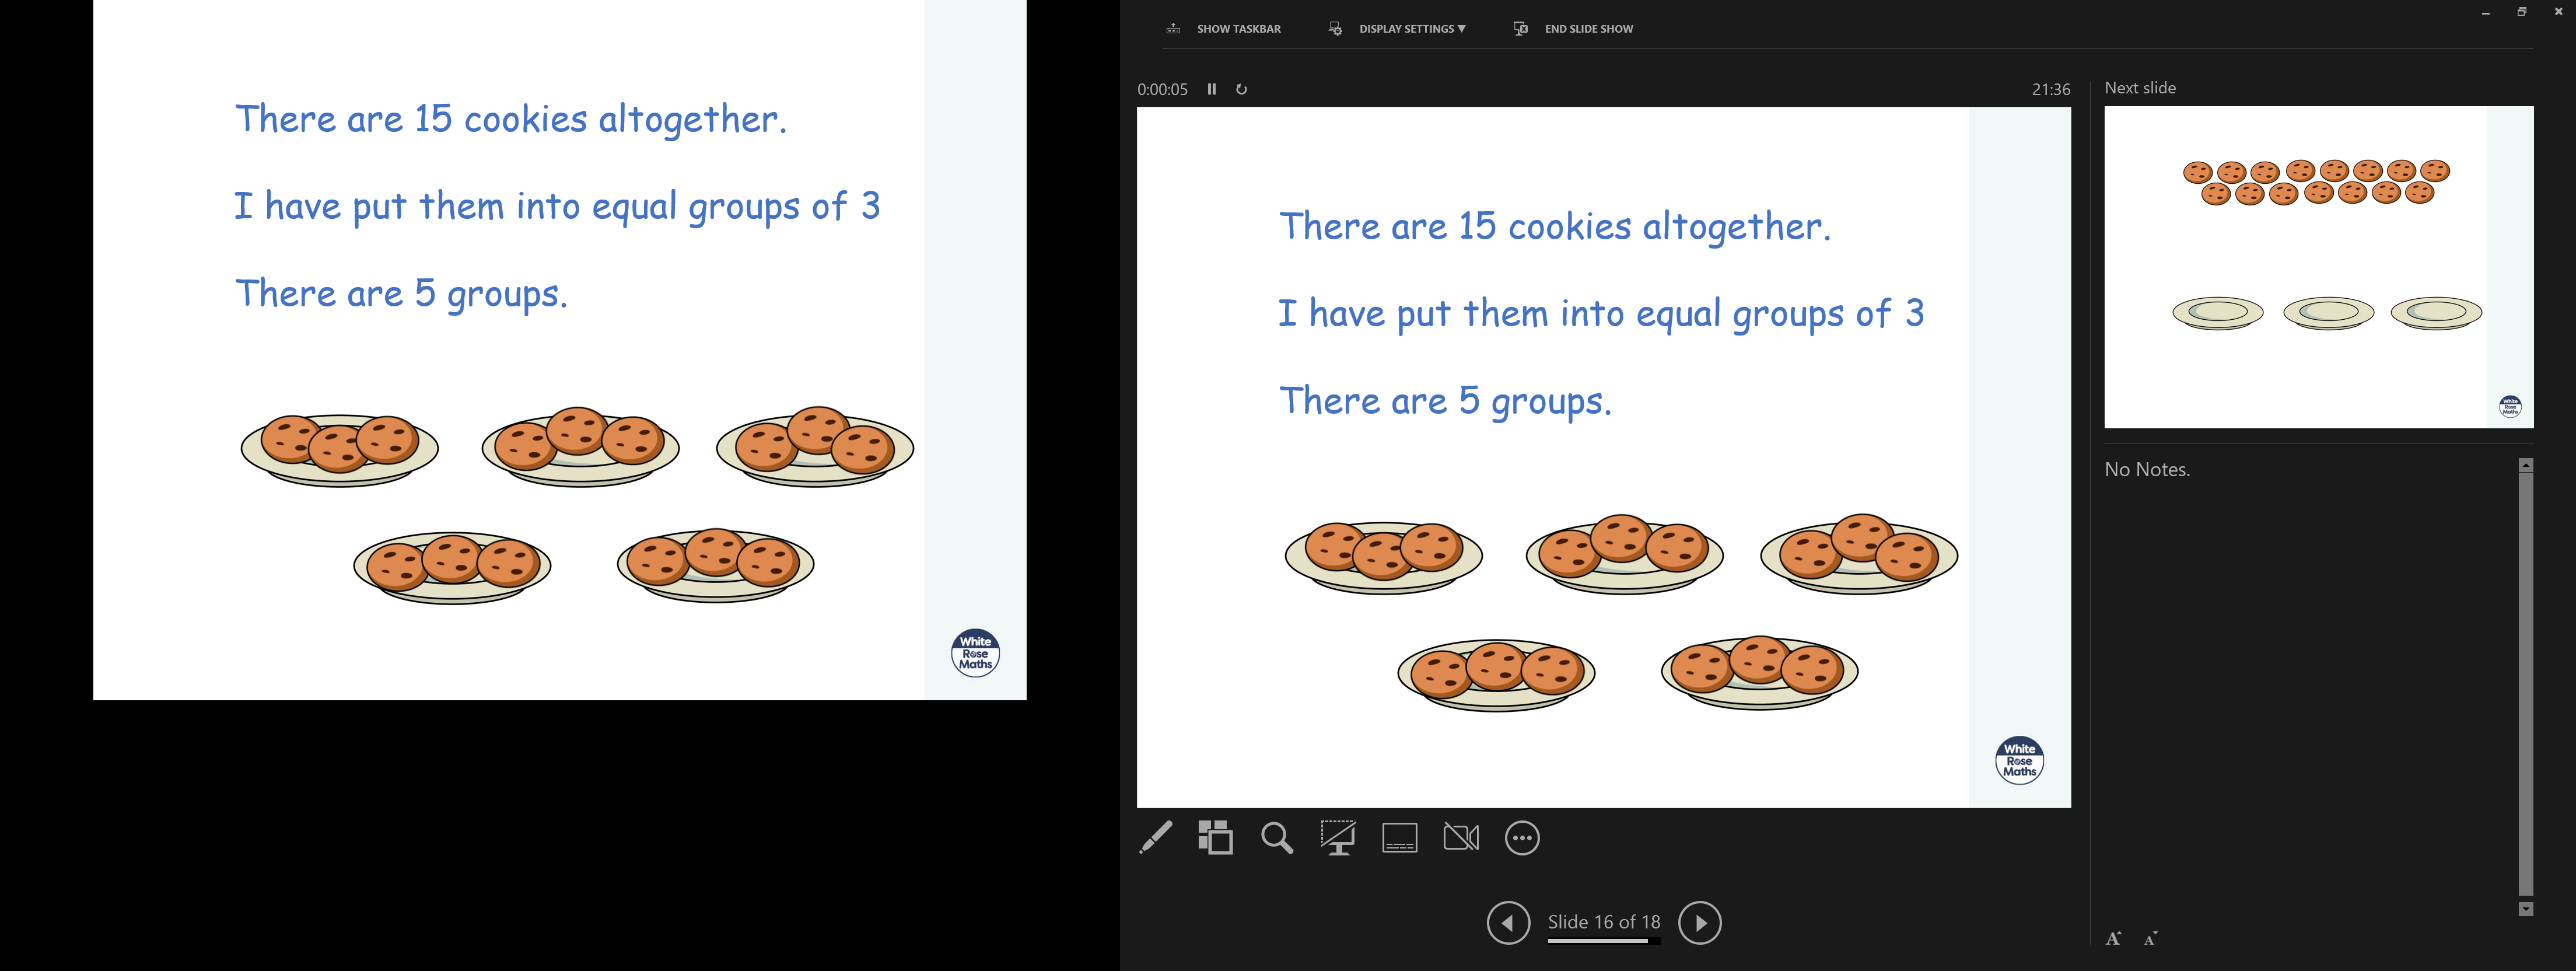 There are 15 cookies altogether.
I have put them into equal groups of 3
There are 5 groups.
White
Rose
Maths
SHOW TASKBAR
DISPLAY SETTINGS ▼
END SLIDE SHOW
0:00:05
21:36
There are 15 cookies altogether.
I have put them into equal groups of 3
There are 5 groups.
White
Rose
Maths
Slide 16 of 18
Next slide
White
Rose
Maths
No Notes.
A
A